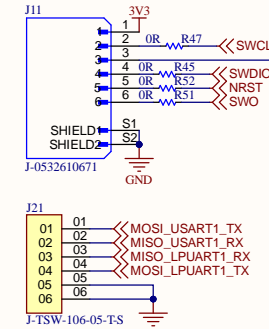 J11
3V3
1 1
2 2 0R R47 SWCL
3 3
4 4 0R R45 SWDIO
5 5 0R R52 NRST
6 6 0R R51 SWO
SHIELD1 S1
SHIELD2 S2
J-0532610671
GND
J21
01 01 MOSI_USART1_TX
02 02 MISO_USART1_RX
03 03 MISO_LPUART1_RX
04 04 MOSI_LPUART1_TX
05 05
06 06
J-TSW-106-05-T-S